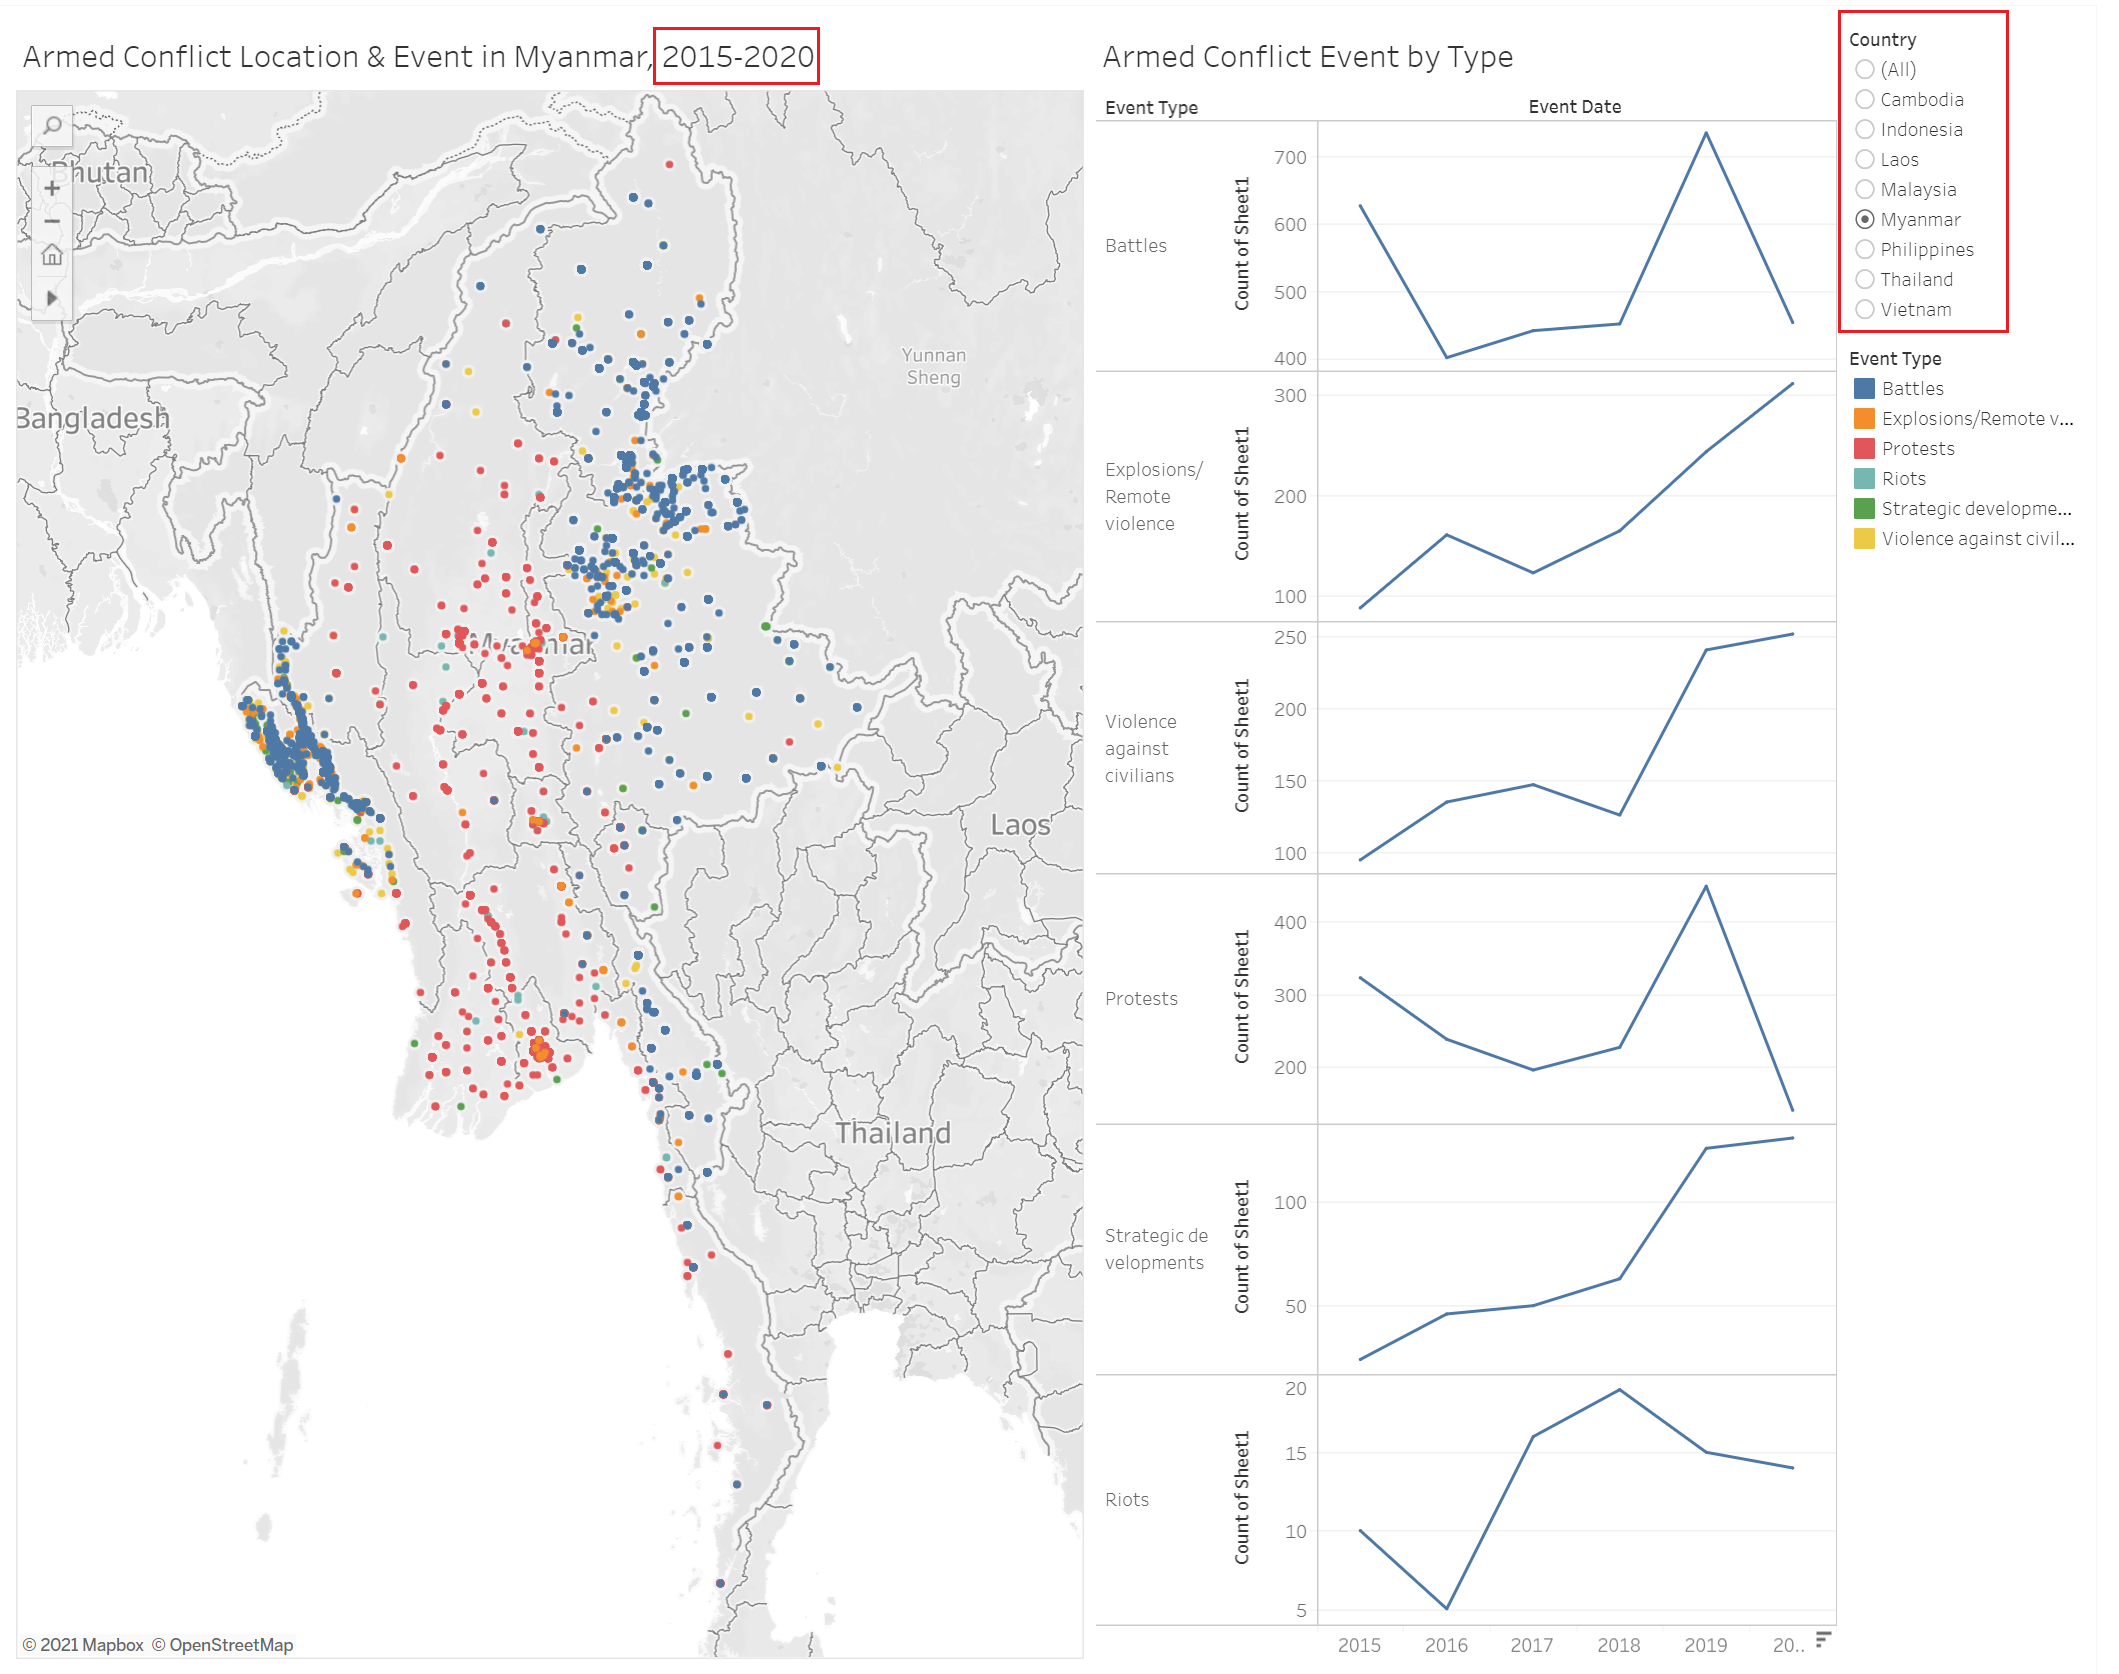 Armed Conflict Location & Event in Myanmar, 2015-2020
Bhutan
Bangladesh
Yunnan
Sheng
Myanmar
Laos
Thailand
© 2021 Mapbox © OpenStreetMap
Armed Conflict Event by Type
Event Type
Event Date
Battles
Count of Sheet1
700
600
500
400
Explosions/
Remote
violence
Count of Sheet1
300
200
100
Violence
against
civilians
Count of Sheet1
250
200
150
100
Protests
Count of Sheet1
400
300
200
Strategic de
velopments
Count of Sheet1
100
50
Riots
Count of Sheet1
20
15
10
5
2015 2016 2017 2018 2019 20..
Country
(All)
Cambodia
Indonesia
Laos
Malaysia
Myanmar
Philippines
Thailand
Vietnam
Event Type
Battles
Explosions/Remote v...
Protests
Riots
Strategic developme...
Violence against civil...